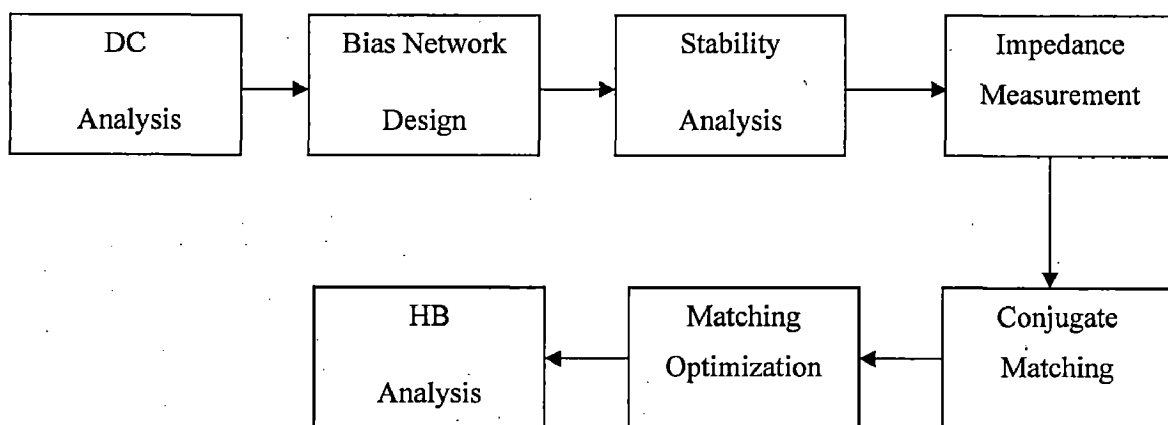 DC
Analysis
Bias Network
Design
Stability
Analysis
Impedance
Measurement
Conjugate
Matching
Matching
Optimization
HB
Analysis